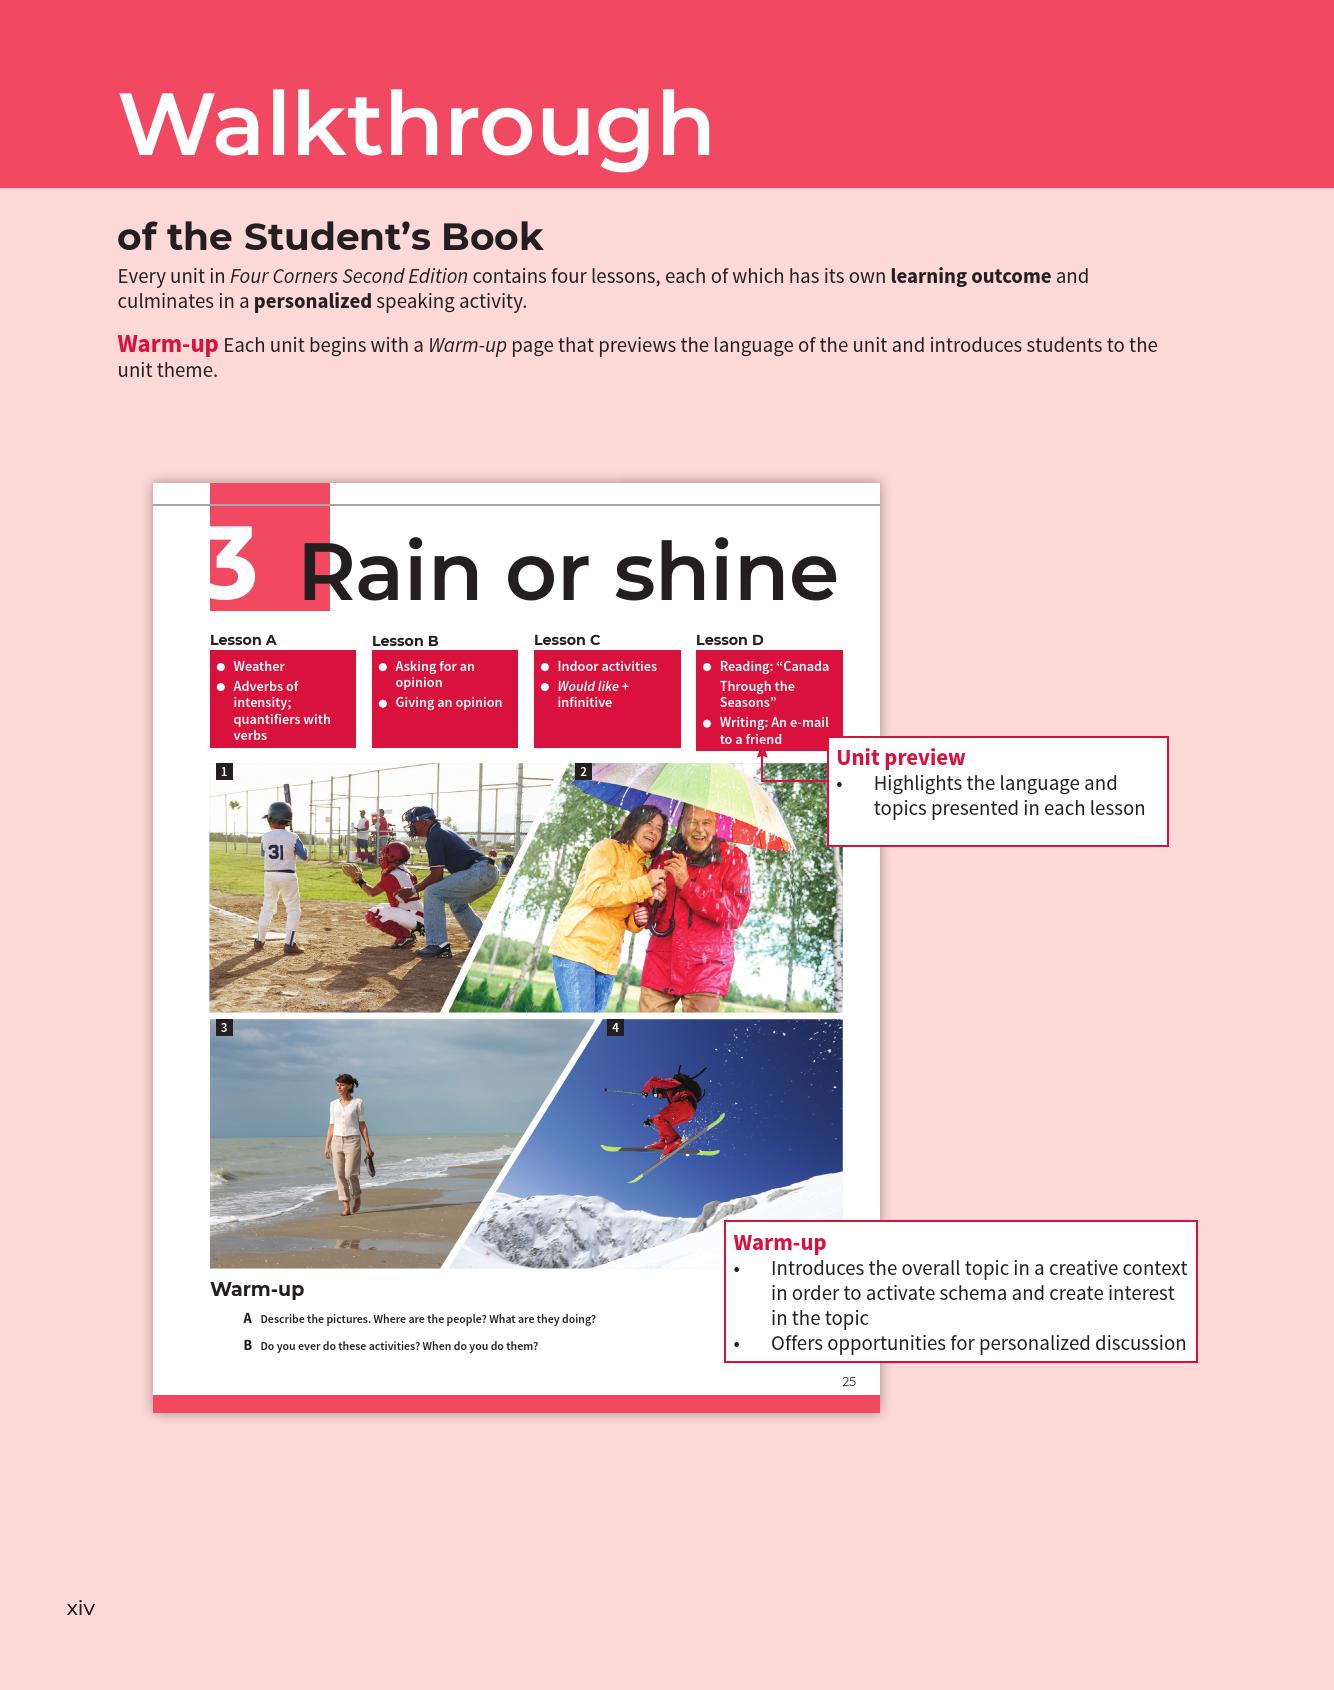 Walkthrough
of the Student’s Book
Every unit in Four Corners Second Edition contains four lessons, each of which has its own learning outcome and
culminates in a personalized speaking activity.
Warm-up Each unit begins with a Warm-up page that previews the language of the unit and introduces students to the
unit theme.
3 Rain or shine
Lesson A
● Weather
● Adverbs of
intensity;
quantifiers with
verbs
Lesson B
● Asking for an
opinion
● Giving an opinion
Lesson C
● Indoor activities
● Would like +
infinitive
Lesson D
● Reading: “Canada
Through the
Seasons”
● Writing: An e-mail
to a friend
Unit preview
• Highlights the language and
topics presented in each lesson
1
2
31
3
4
Warm-up
A Describe the pictures. Where are the people? What are they doing?
B Do you ever do these activities? When do you do them?
Warm-up
• Introduces the overall topic in a creative context
in order to activate schema and create interest
in the topic
• Offers opportunities for personalized discussion
25
xiv